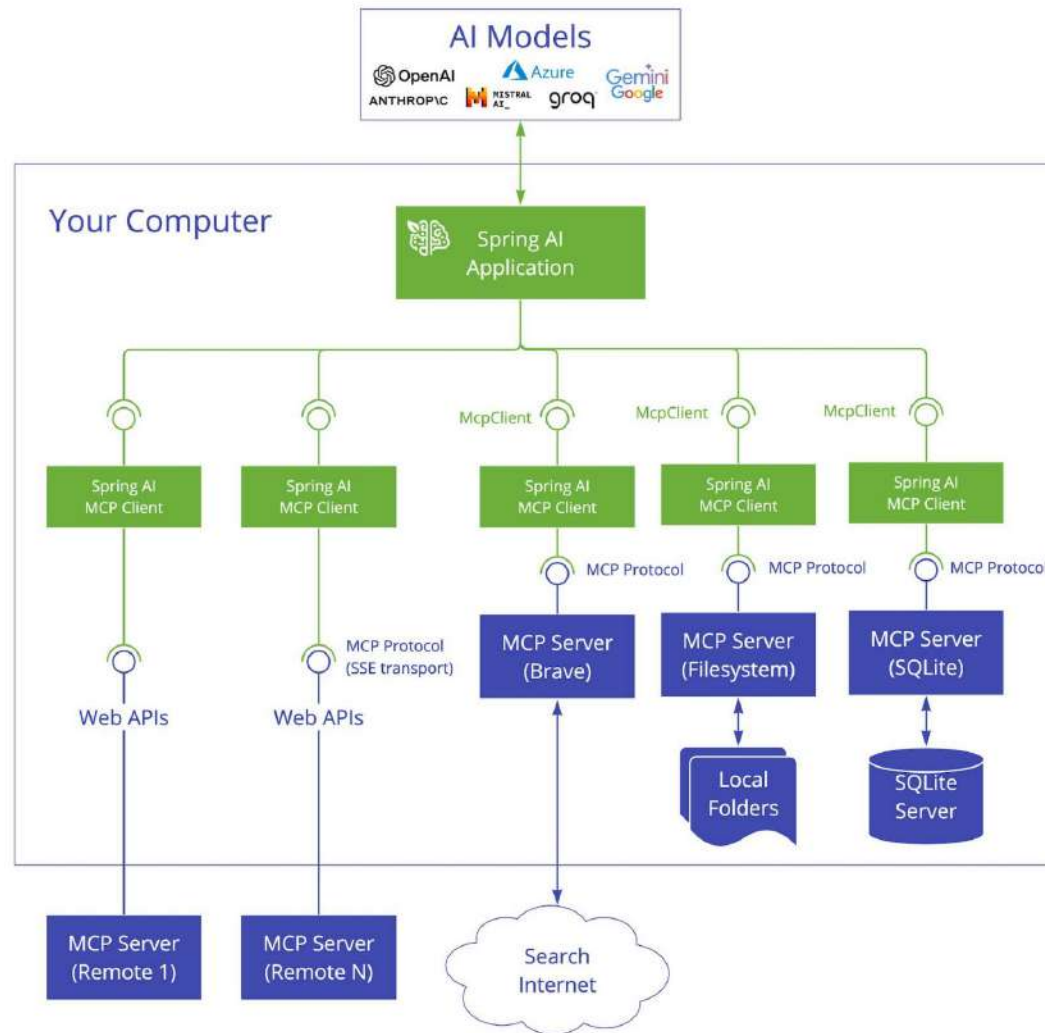 AI Models
OpenAI
Azure
Gemini
Google
ANTHROP\C
MISTRAL
AI_
groq
Your Computer
Spring AI
Application
McpClient
McpClient
McpClient
Spring AI
MCP Client
Spring AI
MCP Client
Spring AI
MCP Client
Spring AI
MCP Client
Spring AI
MCP Client
MCP Protocol
MCP Protocol
MCP Protocol
MCP Protocol
(SSE transport)
MCP Server
(Brave)
MCP Server
(Filesystem)
MCP Server
(SQLite)
Web APIs
Web APIs
Local
Folders
SQLite
Server
MCP Server
(Remote 1)
MCP Server
(Remote N)
Search
Internet